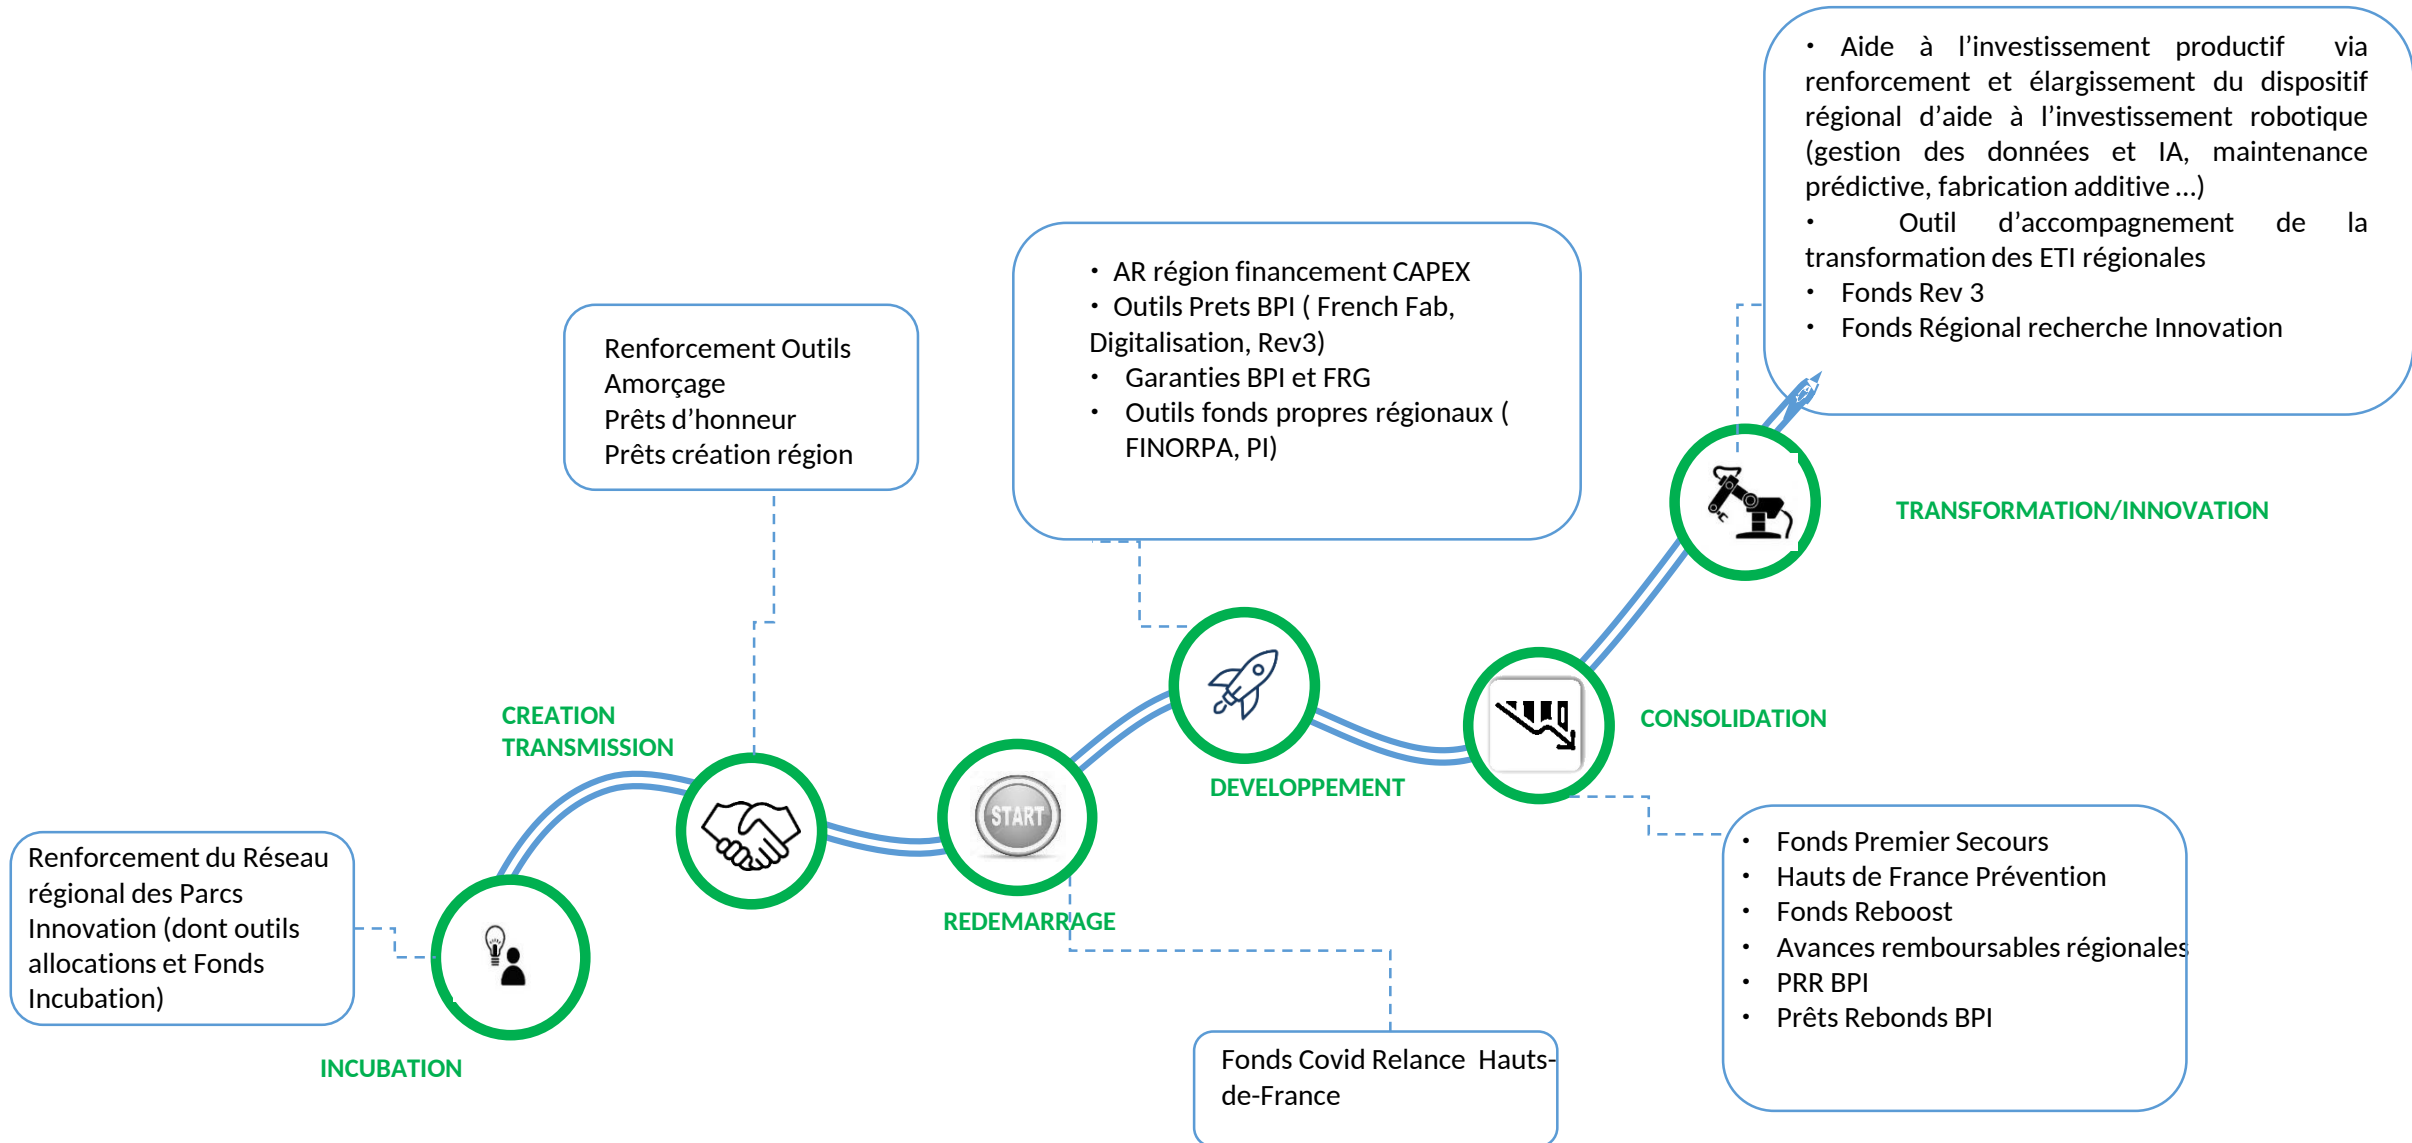 Renforcement du Réseau
régional des Parcs
Innovation (dont outils
allocations et Fonds
Incubation)
INCUBATION
CREATION
TRANSMISSION
Renforcement Outils
Amorçage
Prêts d’honneur
Prêts création région
START
REDEMARRAGE
Fonds Covid Relance  Hauts-
de-France
• AR région financement CAPEX
• Outils Prets BPI ( French Fab,
Digitalisation, Rev3)
• Garanties BPI et FRG
• Outils fonds propres régionaux (
FINORPA, PI)
DEVELOPPEMENT
CONSOLIDATION
• Fonds Premier Secours
• Hauts de France Prévention
• Fonds Reboost
• Avances remboursables régionales
• PRR BPI
• Prêts Rebonds BPI
• Aide à l’investissement productif via
renforcement et élargissement du dispositif
régional d’aide à l’investissement robotique
(gestion des données et IA, maintenance
prédictive, fabrication additive …)
• Outil d’accompagnement de la
transformation des ETI régionales
• Fonds Rev 3
• Fonds Régional recherche Innovation
TRANSFORMATION/INNOVATION